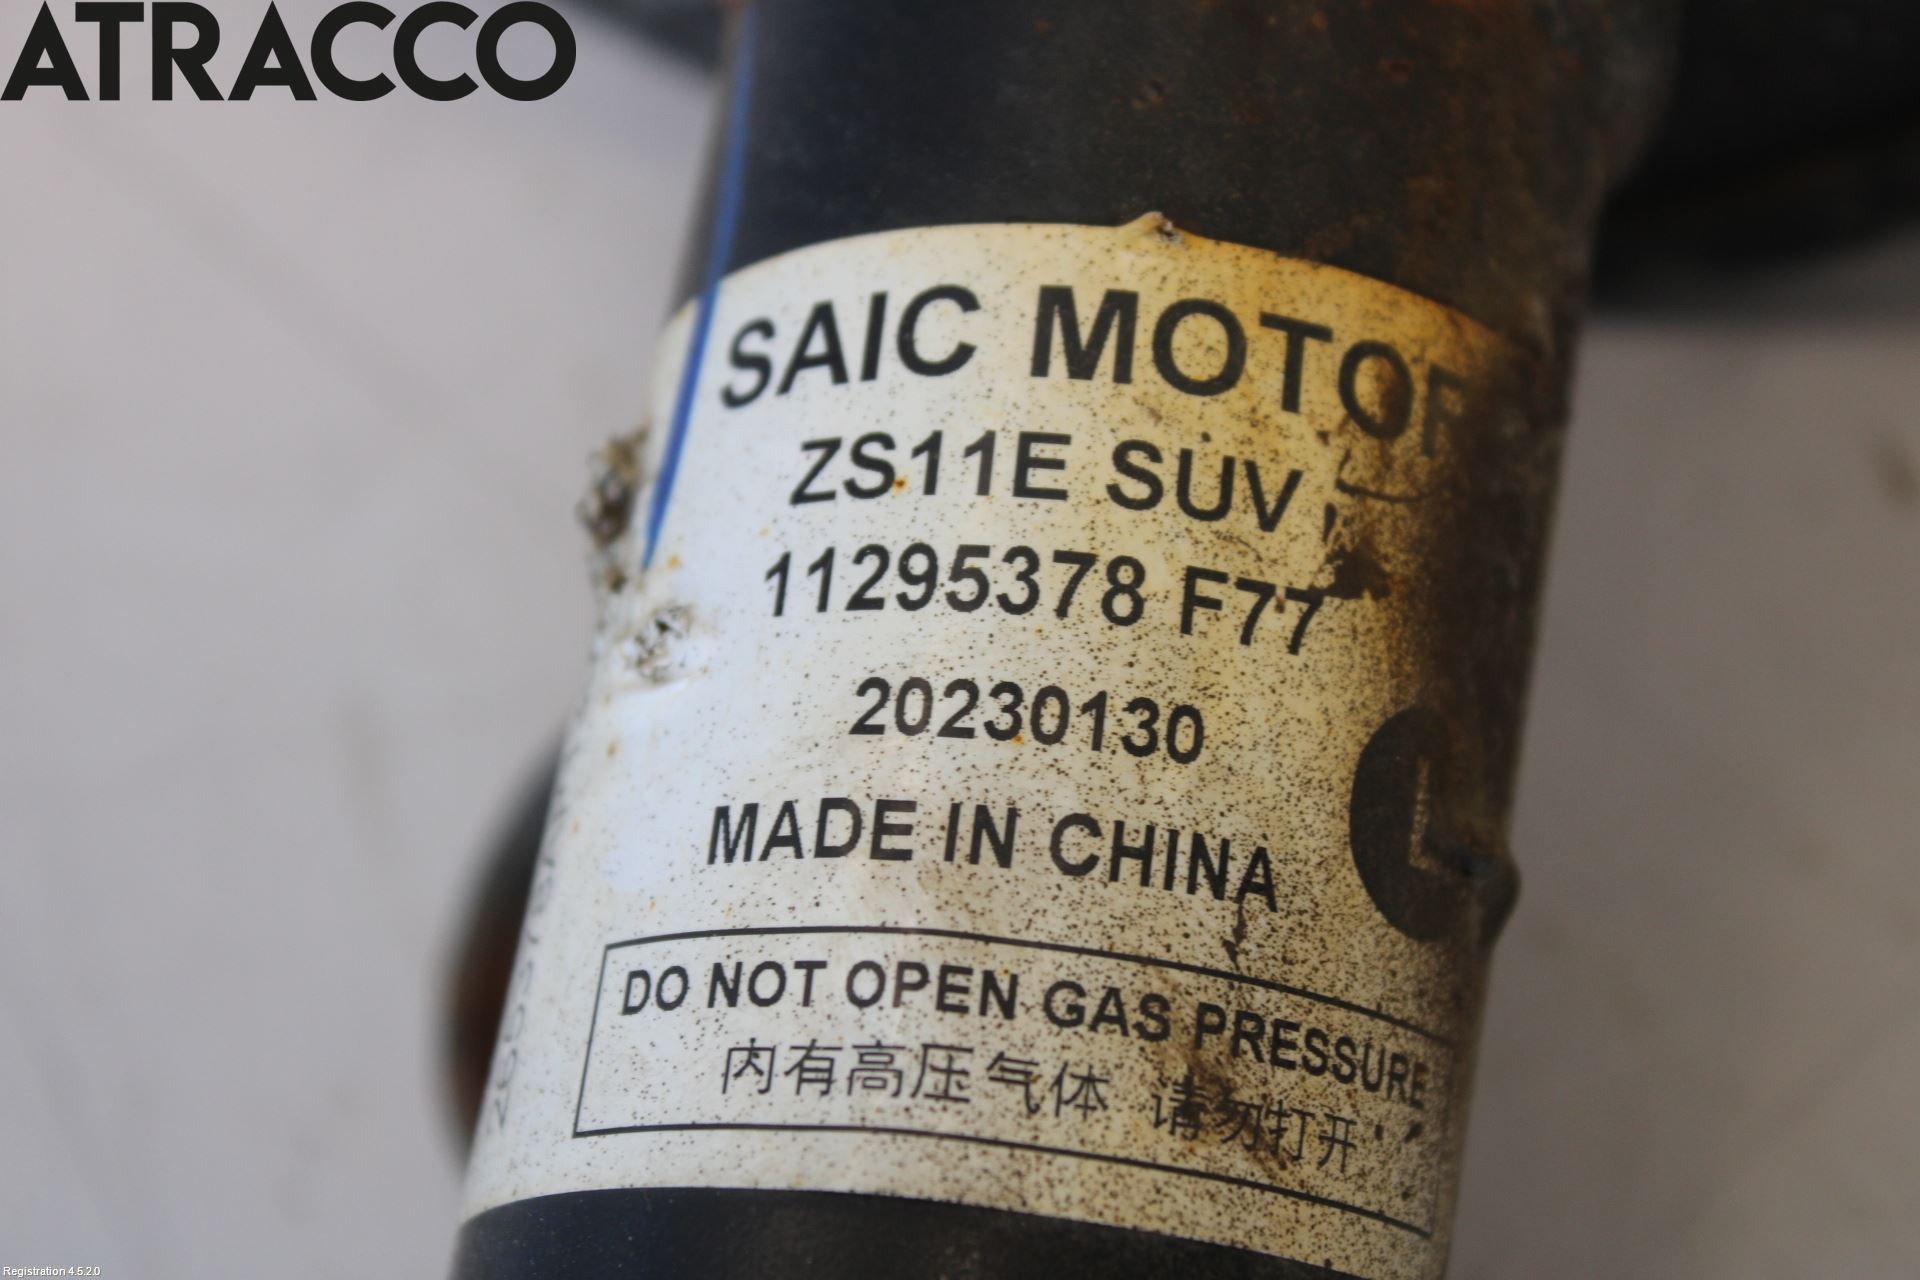 ATRACCO
SAIC MOTOR
ZS11E SUV
11295378 F77
20230130
MADE IN CHINA
L
DO NOT OPEN GAS PRESSURE
内有高压气体 请勿打开
Registration 4.5.2.0